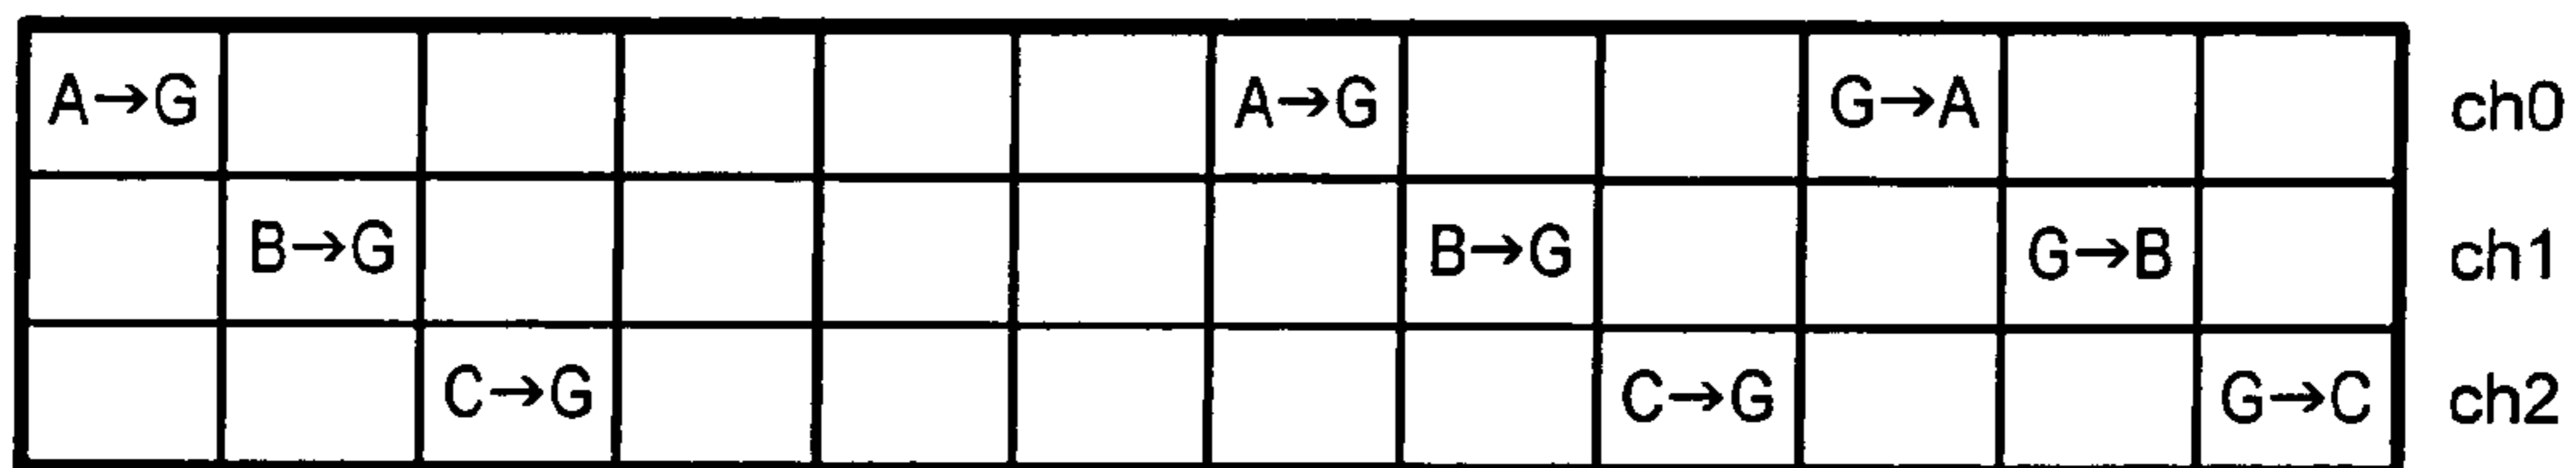 A→G A→G G→A ch0
B→G B→G G→B ch1
C→G C→G G→C ch2